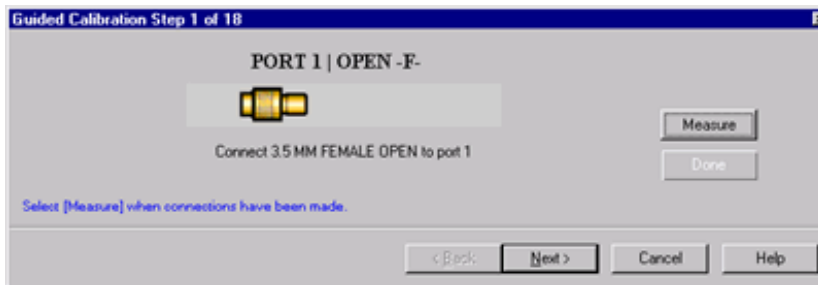 Guided Calibration Step 1 of 18
PORT 1 | OPEN -F-
Connect 3.5 MM FEMALE OPEN to port 1
Measure
Done
Select [Measure] when connections have been made.
< Back
Next >
Cancel
Help